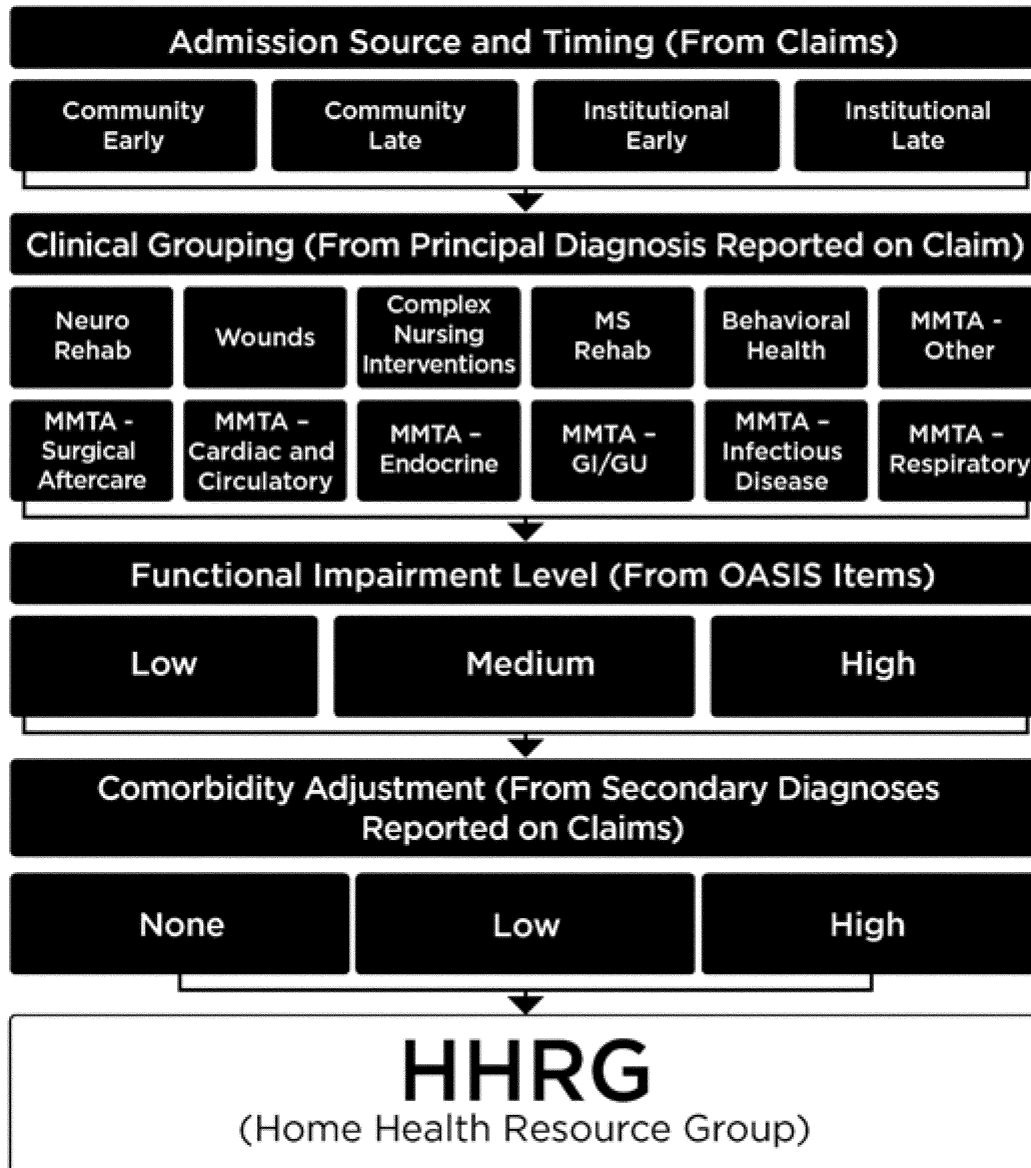 Admission Source and Timing (From Claims)
Community
Early
Community
Late
Institutional
Early
Institutional
Late
Clinical Grouping (From Principal Diagnosis Reported on Claim)
Neuro
Rehab
Wounds
Complex
Nursing
Interventions
MS
Rehab
Behavioral
Health
MMTA -
Other
MMTA -
Surgical
Aftercare
MMTA –
Cardiac and
Circulatory
MMTA –
Endocrine
MMTA –
GI/GU
MMTA –
Infectious
Disease
MMTA –
Respiratory
Functional Impairment Level (From OASIS Items)
Low
Medium
High
Comorbidity Adjustment (From Secondary Diagnoses
Reported on Claims)
None
Low
High
HHRG
(Home Health Resource Group)